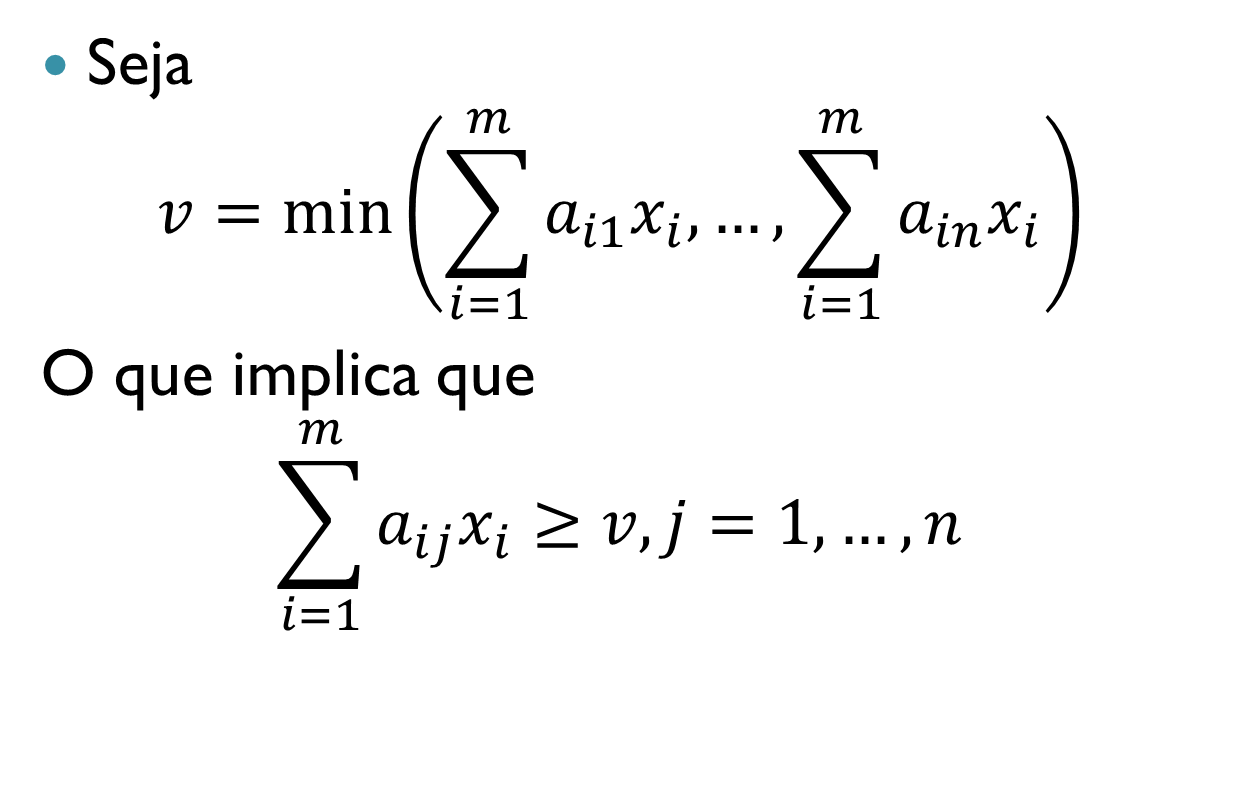 • Seja
v = min(∑_{i=1}^{m} a_{i1}x_i, …, ∑_{i=1}^{m} a_{in}x_i)
O que implica que
∑_{i=1}^{m} a_{ij}x_i ≥ v, j = 1, …, n